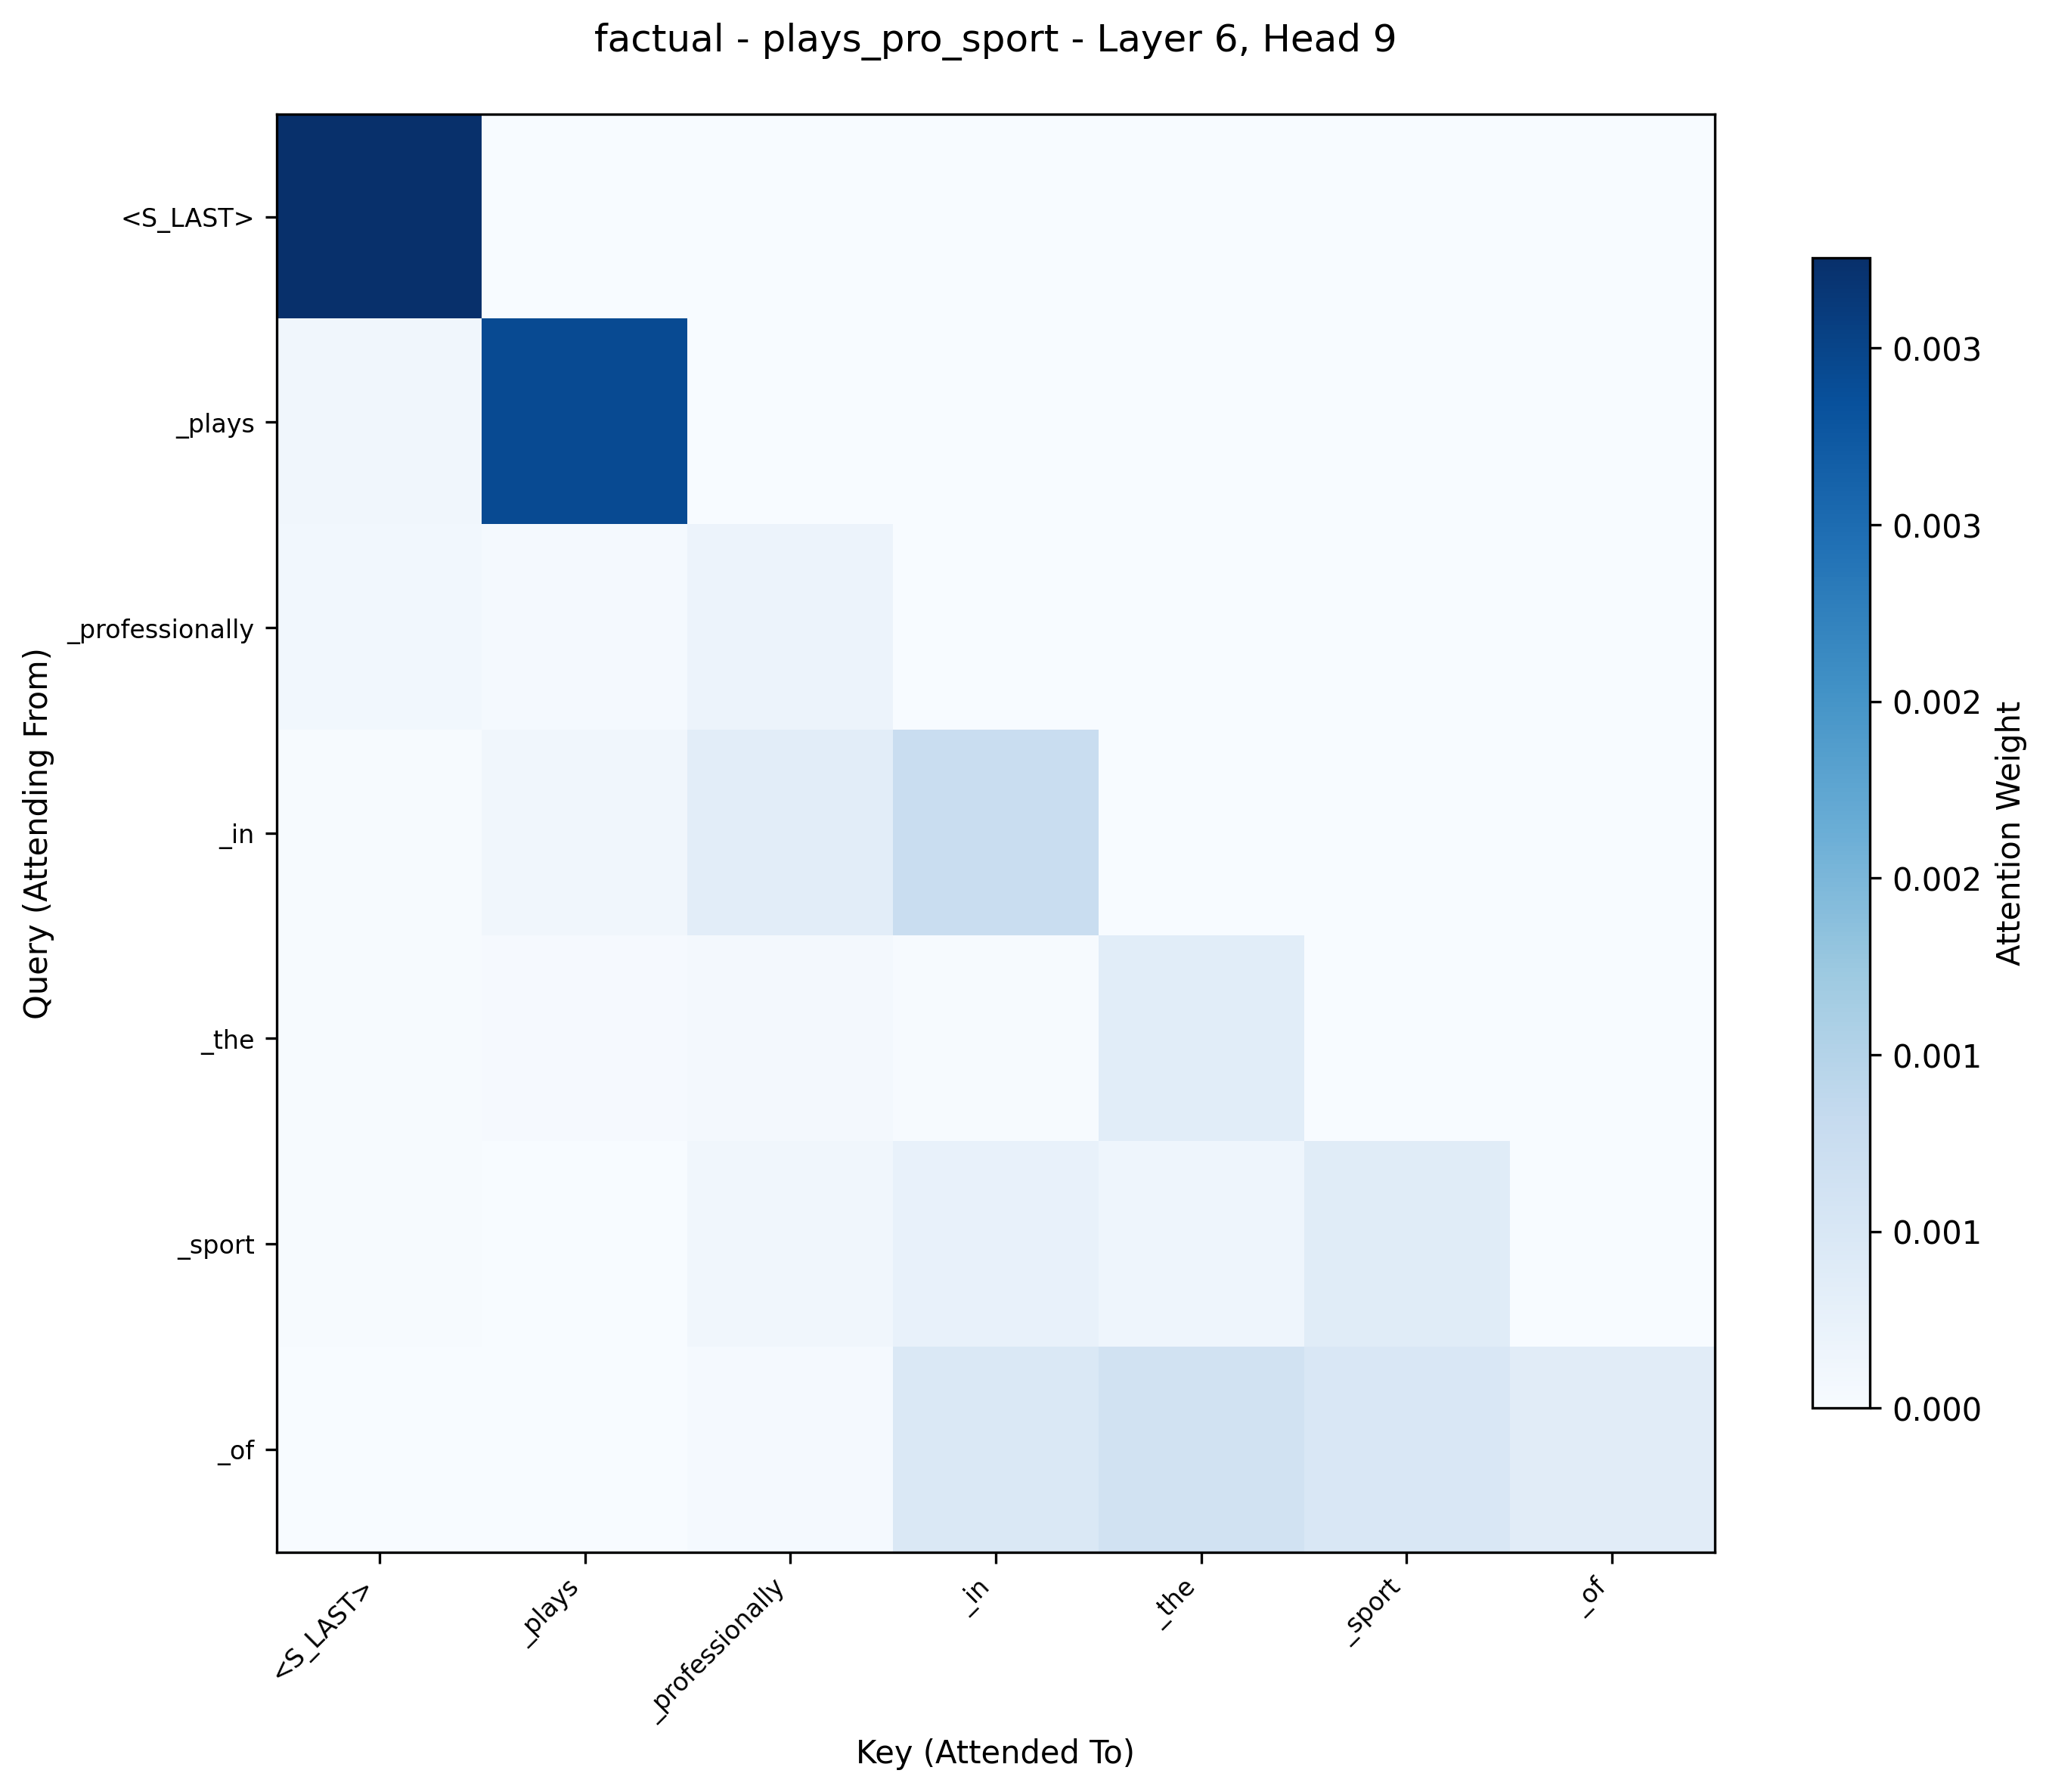 factual - plays_pro_sport - Layer 6, Head 9
<S_LAST>
_plays
_professionally
_in
_the
_sport
_of
Query (Attending From)
<S_LAST>
_plays
_professionally
_in
_the
_sport
_of
Key (Attended To)
0.003
0.003
0.002
0.002
0.001
0.001
0.000
Attention Weight